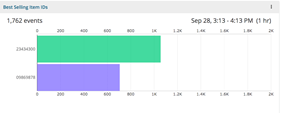 Best Selling Item IDs
1,762 events Sep 28, 3:13 - 4:13 PM (1 hr)
0 200 400 600 800 1K 1.2K 1.4K 1.6K 1.8K 2K
23434300
09864879
0 200 400 600 800 1K 1.2K 1.4K 1.6K 1.8K 2K